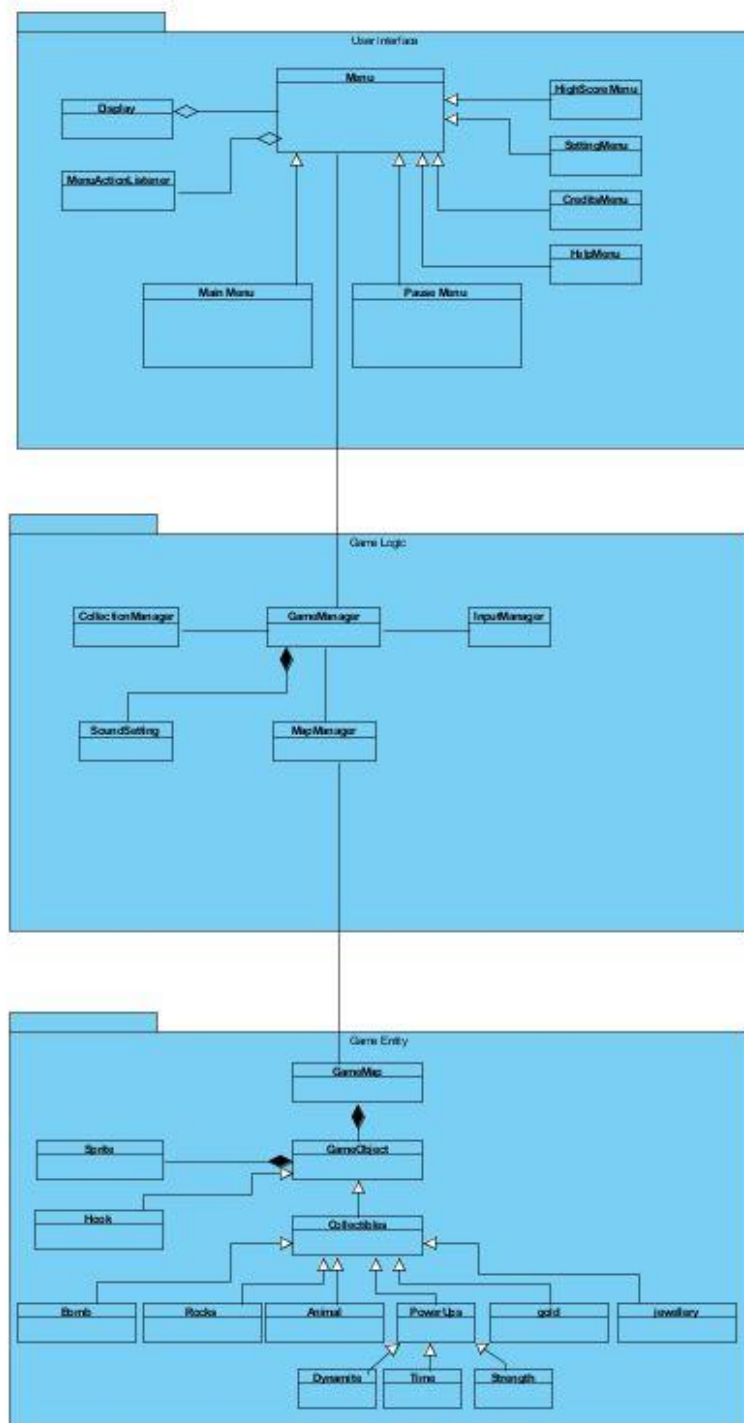 User Interface
Menu
HighScoreMenu
Display
SettingMenu
MenuActionListener
CreditsMenu
HelpMenu
Main Menu
Pause Menu
Game Logic
CollectionManager
GameManager
InputManager
SoundSetting
MapManager
Game Entity
GameMap
Sprite
GameObject
Hook
Collectibles
Bomb
Rocks
Animal
PowerUps
gold
jewellery
Dynamite
Time
Strength